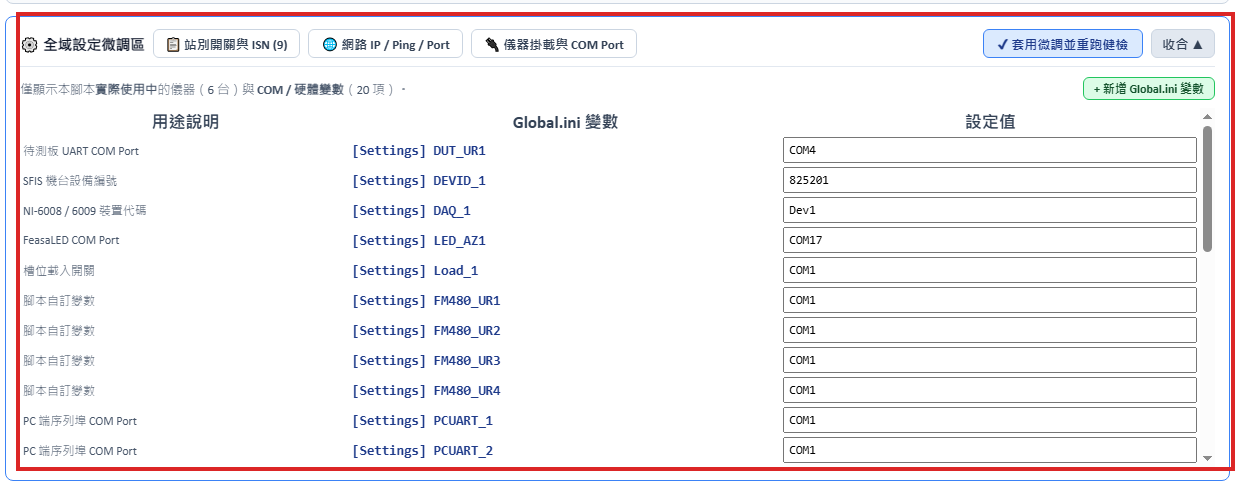 全域設定微調區 站別開關與 ISN (9) 網路 IP / Ping / Port 儀器掛載與 COM Port ✓ 套用微調並重跑健檢 收合 ▲
僅顯示本腳本實際使用中的儀器（6 台）與 COM / 硬體變數（20 項）。 + 新增 Global.ini 變數
用途說明 Global.ini 變數 設定值
待測板 UART COM Port [Settings] DUT_UR1 COM4
SFIS 機台設備編號 [Settings] DEVID_1 825201
NI-6008 / 6009 裝置代碼 [Settings] DAQ_1 Dev1
FeasaLED COM Port [Settings] LED_AZ1 COM17
槽位載入開關 [Settings] Load_1 COM1
腳本自訂變數 [Settings] FM480_UR1 COM1
腳本自訂變數 [Settings] FM480_UR2 COM1
腳本自訂變數 [Settings] FM480_UR3 COM1
腳本自訂變數 [Settings] FM480_UR4 COM1
PC 端序列埠 COM Port [Settings] PCUART_1 COM1
PC 端序列埠 COM Port [Settings] PCUART_2 COM1